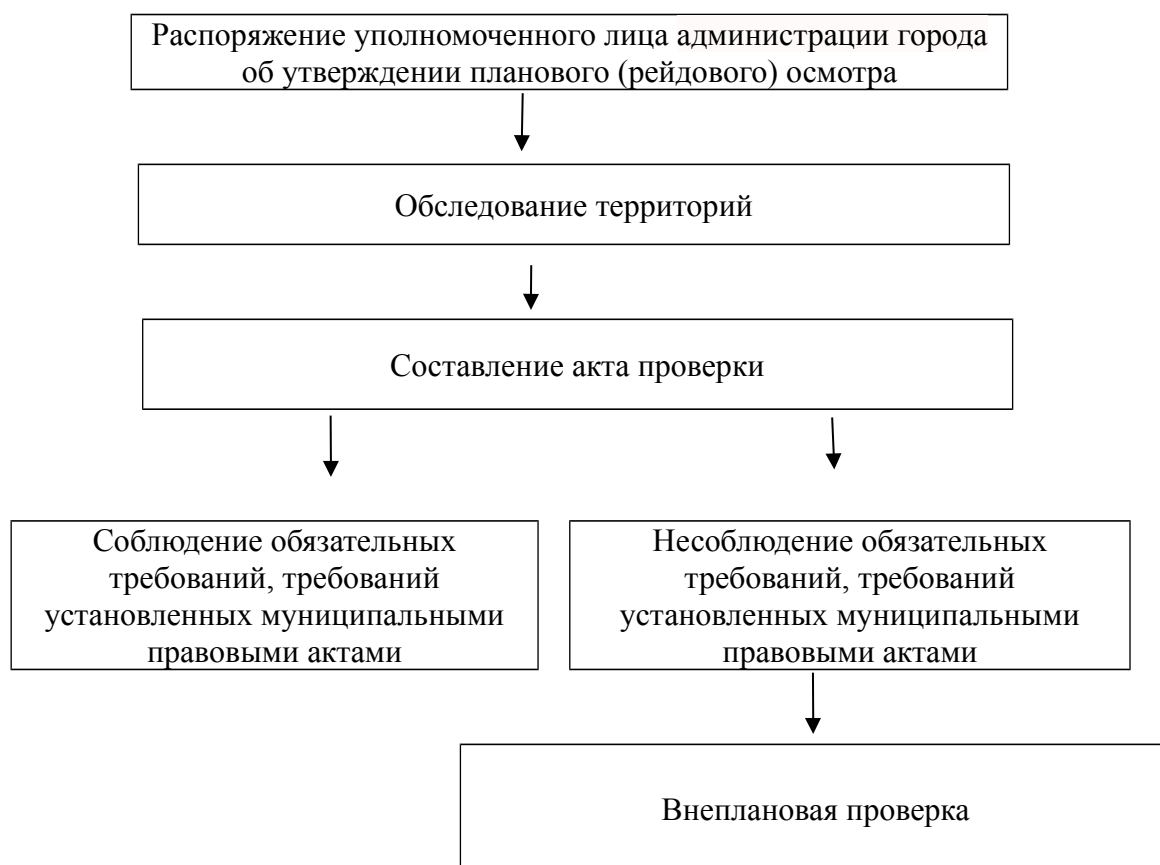 Распоряжение уполномоченного лица администрации города
об утверждении планового (рейдового) осмотра
Обследование территорий
Составление акта проверки
Соблюдение обязательных
требований, требований
установленных муниципальными
правовыми актами
Несоблюдение обязательных
требований, требований
установленных муниципальными
правовыми актами
Внеплановая проверка